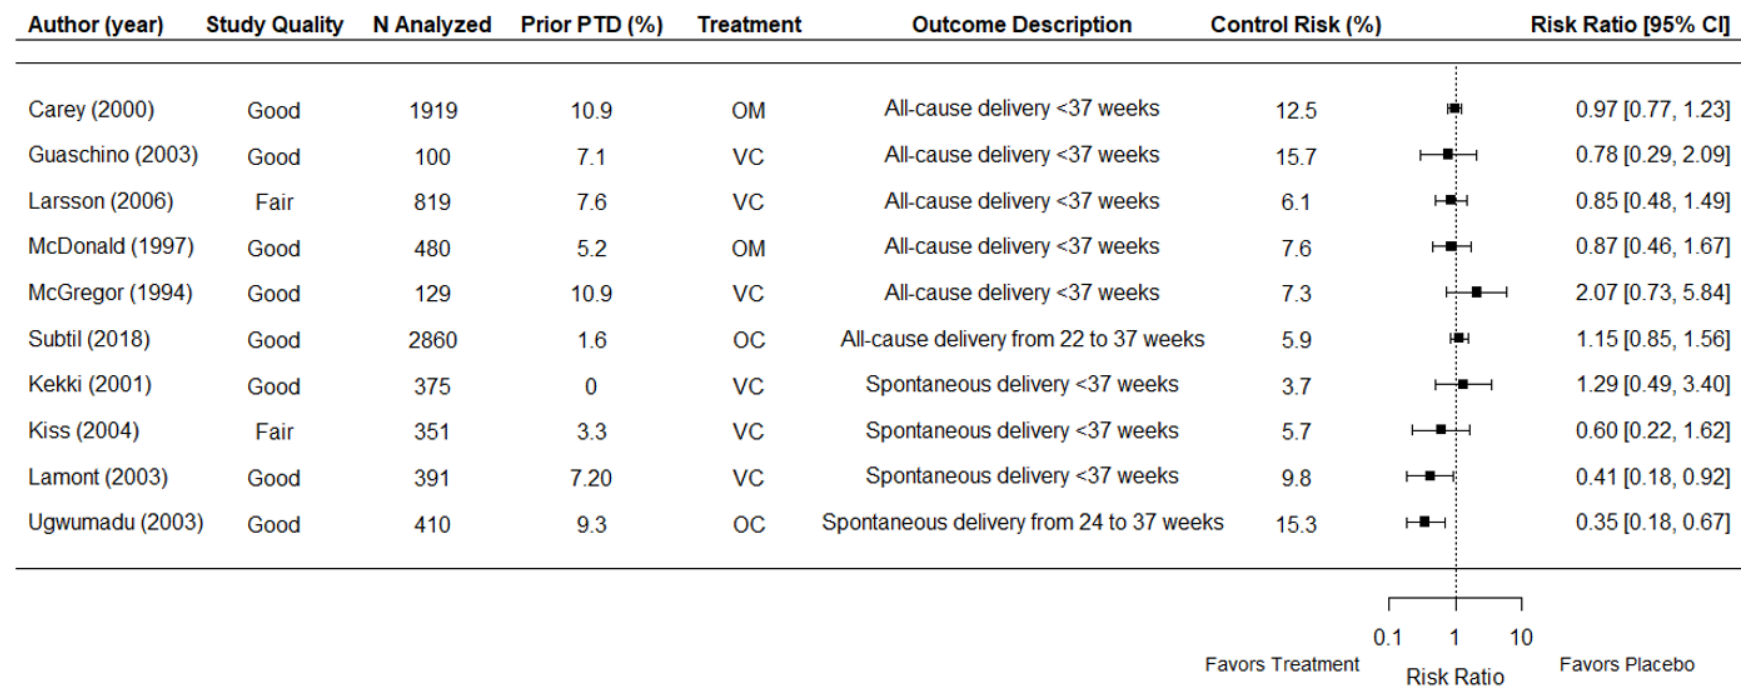 Author (year) Study Quality N Analyzed Prior PTD (%) Treatment Outcome Description Control Risk (%) Risk Ratio [95% CI]
Carey (2000) Good 1919 10.9 OM All-cause delivery <37 weeks 12.5 0.97 [0.77, 1.23]
Guaschino (2003) Good 100 7.1 VC All-cause delivery <37 weeks 15.7 0.78 [0.29, 2.09]
Larsson (2006) Fair 819 7.6 VC All-cause delivery <37 weeks 6.1 0.85 [0.48, 1.49]
McDonald (1997) Good 480 5.2 OM All-cause delivery <37 weeks 7.6 0.87 [0.46, 1.67]
McGregor (1994) Good 129 10.9 VC All-cause delivery <37 weeks 7.3 2.07 [0.73, 5.84]
Subtil (2018) Good 2860 1.6 OC All-cause delivery from 22 to 37 weeks 5.9 1.15 [0.85, 1.56]
Kekki (2001) Good 375 0 VC Spontaneous delivery <37 weeks 3.7 1.29 [0.49, 3.40]
Kiss (2004) Fair 351 3.3 VC Spontaneous delivery <37 weeks 5.7 0.60 [0.22, 1.62]
Lamont (2003) Good 391 7.20 VC Spontaneous delivery <37 weeks 9.8 0.41 [0.18, 0.92]
Ugwumadu (2003) Good 410 9.3 OC Spontaneous delivery from 24 to 37 weeks 15.3 0.35 [0.18, 0.67]
0.1 1 10
Favors Treatment Risk Ratio Favors Placebo